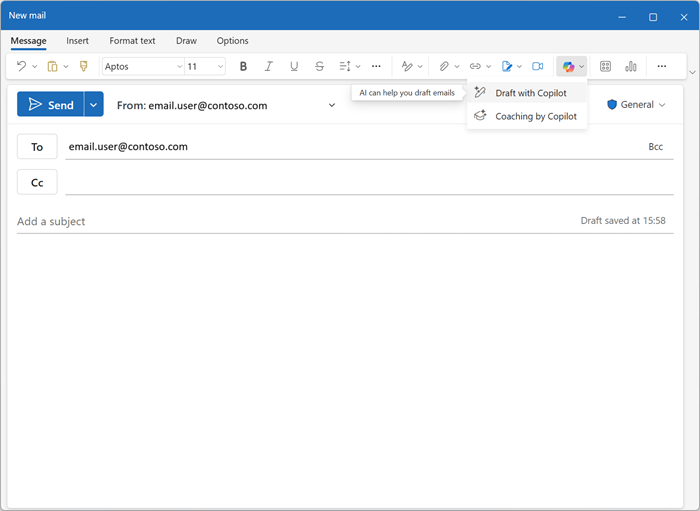 New mail
Message Insert Format text Draw Options
Aptos 11 B I U S
AI can help you draft emails
Draft with Copilot
Coaching by Copilot
Send From: email.user@contoso.com General
To email.user@contoso.com Bcc
Cc
Add a subject Draft saved at 15:58